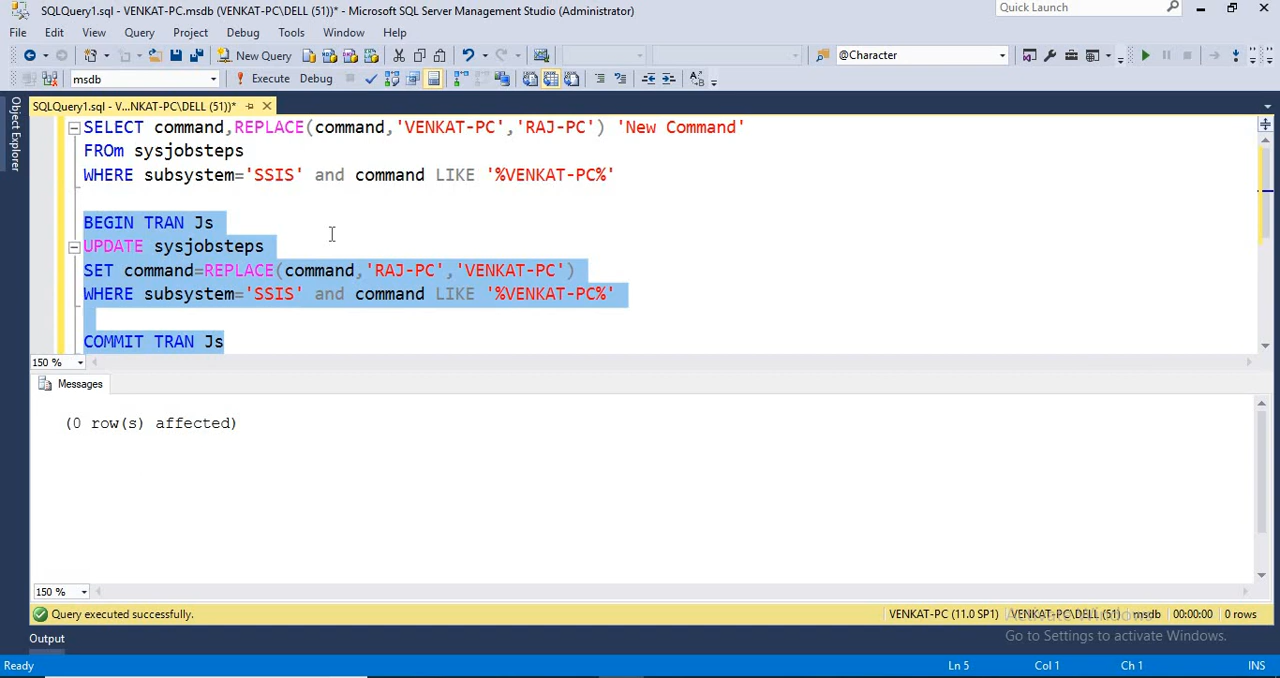 SQLQuery1.sql - VENKAT-PC.msdb (VENKAT-PC\DELL (51))* - Microsoft SQL Server Management Studio (Administrator)
Quick Launch
File Edit View Query Project Debug Tools Window Help
New Query @Character
msdb Execute Debug
SQLQuery1.sql - V...NKAT-PC\DELL (51))*
Object Explorer
SELECT command,REPLACE(command,'VENKAT-PC','RAJ-PC') 'New Command'
FROm sysjobsteps
WHERE subsystem='SSIS' and command LIKE '%VENKAT-PC%'
BEGIN TRAN Js
UPDATE sysjobsteps
SET command=REPLACE(command,'RAJ-PC','VENKAT-PC')
WHERE subsystem='SSIS' and command LIKE '%VENKAT-PC%'
COMMIT TRAN Js
150 %
Messages
(0 row(s) affected)
150 %
Query executed successfully. VENKAT-PC (11.0 SP1) VENKAT-PC\DELL (51) msdb 00:00:00 0 rows
Activate Windows
Go to Settings to activate Windows.
Output
Ready Ln 5 Col 1 Ch 1 INS